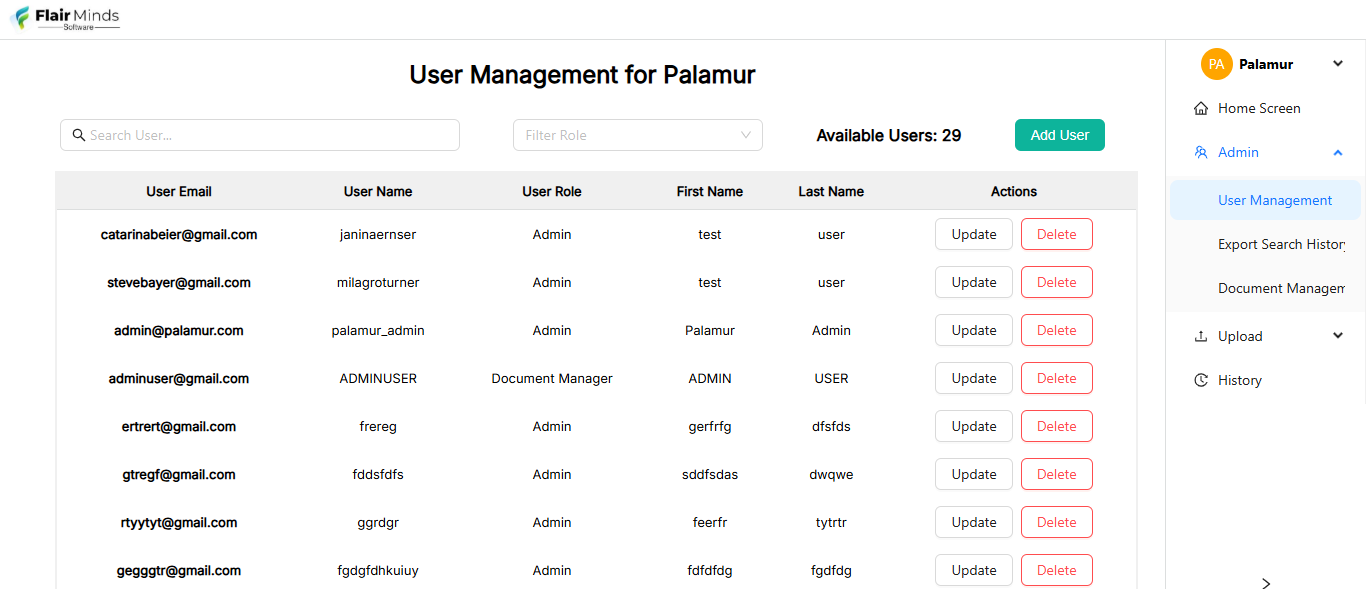 Flair Minds
Software
User Management for Palamur
Search User...
Filter Role
Available Users: 29
Add User
User Email User Name User Role First Name Last Name Actions
catarinabeier@gmail.com janinaernser Admin test user Update Delete
stevebayer@gmail.com milagroturner Admin test user Update Delete
admin@palamur.com palamur_admin Admin Palamur Admin Update Delete
adminuser@gmail.com ADMINUSER Document Manager ADMIN USER Update Delete
ertrert@gmail.com frereg Admin gerfrfg dfsfds Update Delete
gtregf@gmail.com fddsfdfs Admin sddfsdas dwqwe Update Delete
rtyytyt@gmail.com ggrdgr Admin feerfr tytrtr Update Delete
gegggtr@gmail.com fgdgfdhkuiuy Admin fdfdfdg fgdfdg Update Delete
PA Palamur
Home Screen
Admin
User Management
Export Search Histor
Document Managem
Upload
History